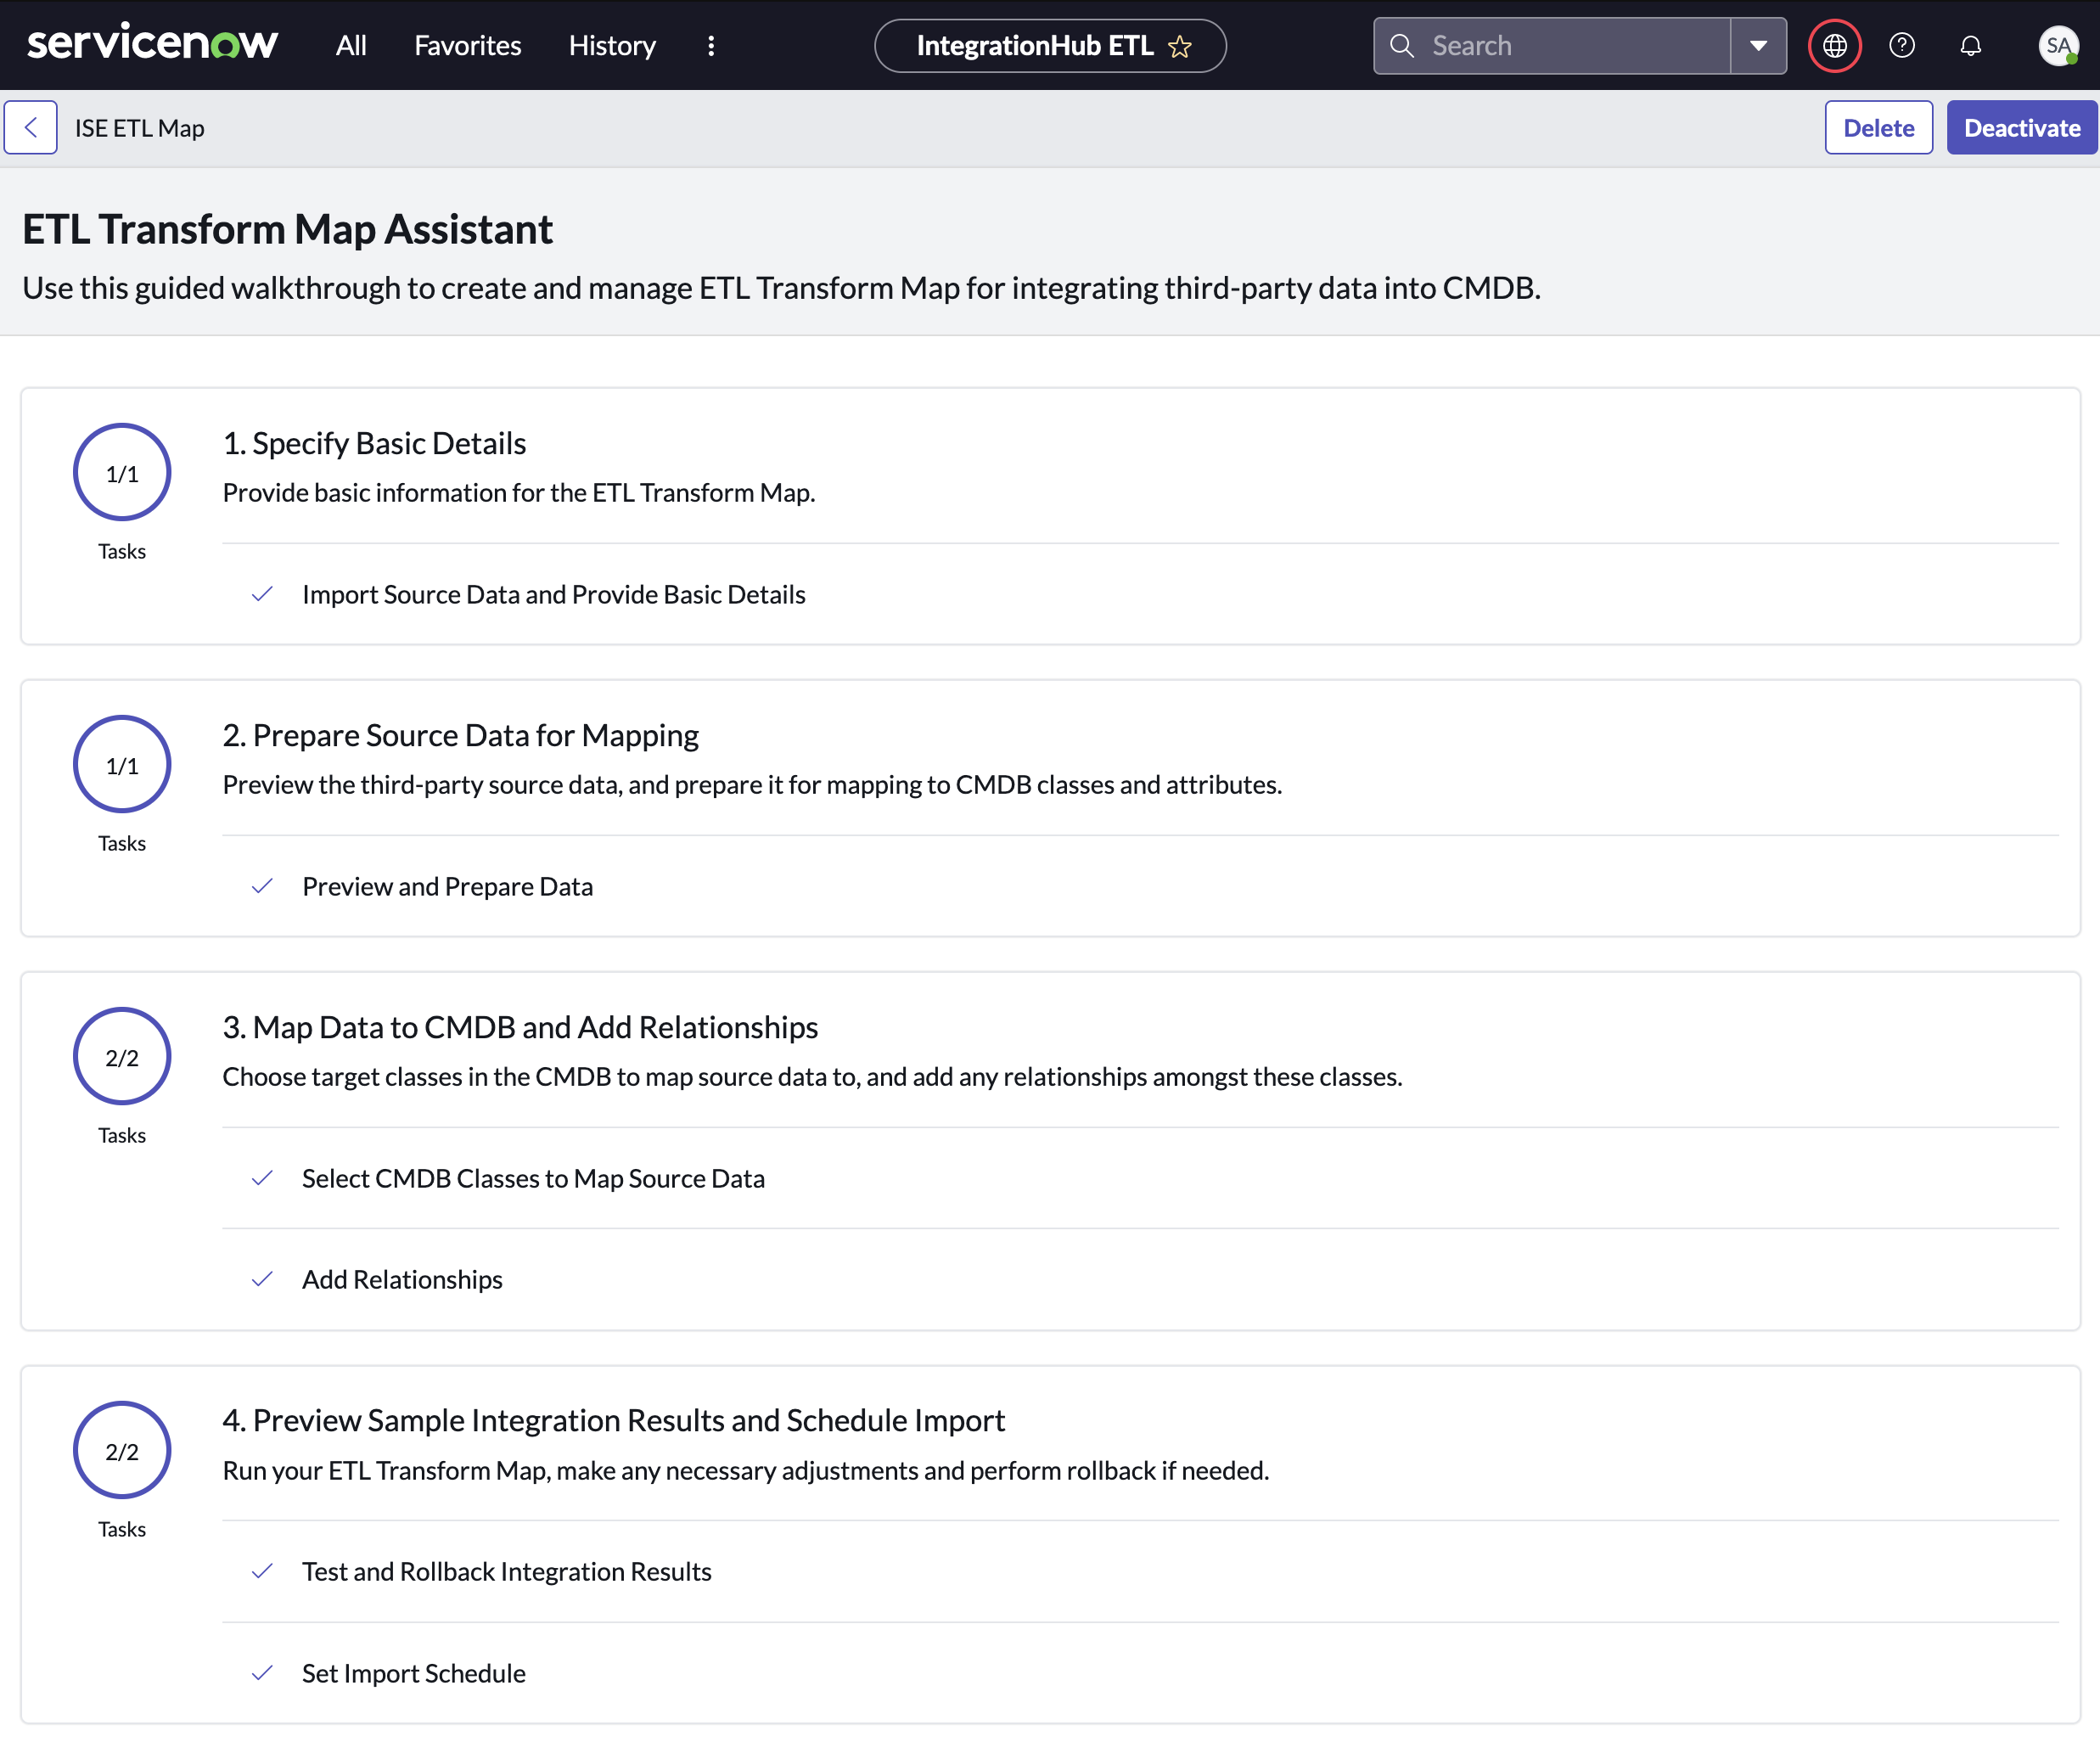 servicenow All Favorites History IntegrationHub ETL Search SA
ISE ETL Map Delete Deactivate
ETL Transform Map Assistant
Use this guided walkthrough to create and manage ETL Transform Map for integrating third-party data into CMDB.
1/1
Tasks
1. Specify Basic Details
Provide basic information for the ETL Transform Map.
Import Source Data and Provide Basic Details
1/1
Tasks
2. Prepare Source Data for Mapping
Preview the third-party source data, and prepare it for mapping to CMDB classes and attributes.
Preview and Prepare Data
2/2
Tasks
3. Map Data to CMDB and Add Relationships
Choose target classes in the CMDB to map source data to, and add any relationships amongst these classes.
Select CMDB Classes to Map Source Data
Add Relationships
2/2
Tasks
4. Preview Sample Integration Results and Schedule Import
Run your ETL Transform Map, make any necessary adjustments and perform rollback if needed.
Test and Rollback Integration Results
Set Import Schedule